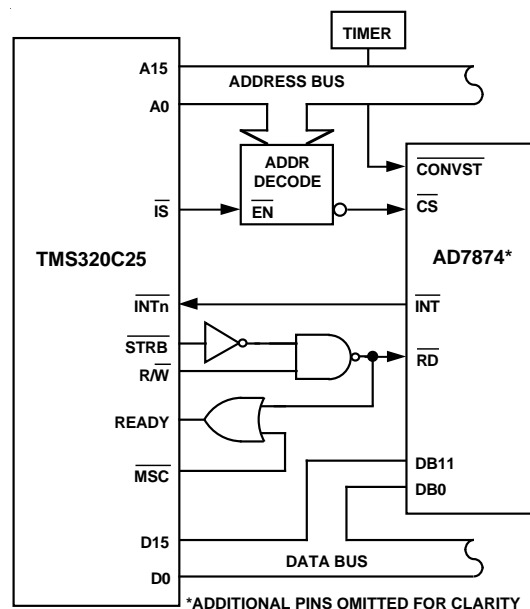 TIMER
A15
ADDRESS BUS
A0
ADDR
DECODE
CONVST
IS
EN
CS
TMS320C25
AD7874*
INTn
INT
STRB
R/W
RD
READY
MSC
DB11
DB0
D15
DATA BUS
D0
*ADDITIONAL PINS OMITTED FOR CLARITY